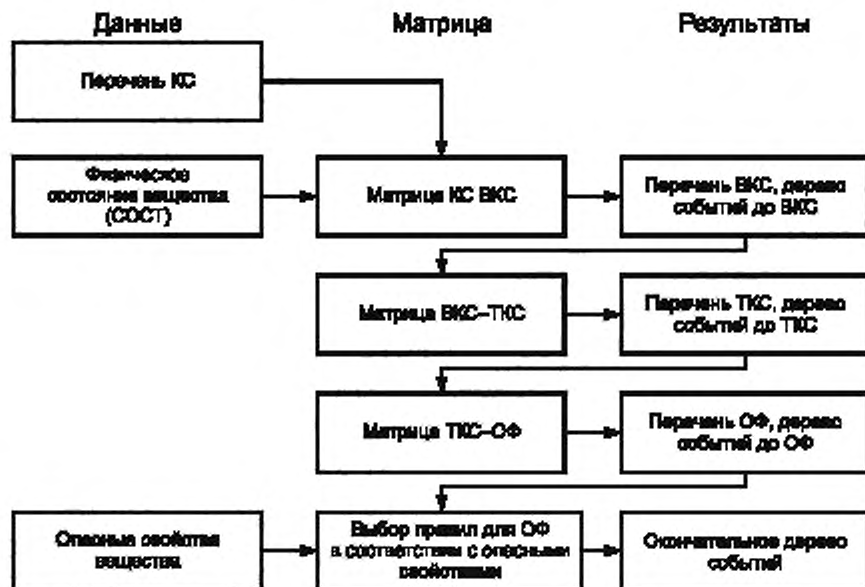 Данные Матрица Результаты
Перечень КС
Физическое
состояние вещества
(СОСТ)
Матрица КС ВКС
Перечень ВКС, дерево
событий до ВКС
Матрица ВКС–ТКС
Перечень ТКС, дерево
событий до ТКС
Матрица ТКС–ОФ
Перечень ОФ, дерево
событий до ОФ
Опасные свойства
вещества
Выбор правил для ОФ
в соответствии с опасными
свойствами
Окончательное дерево
событий